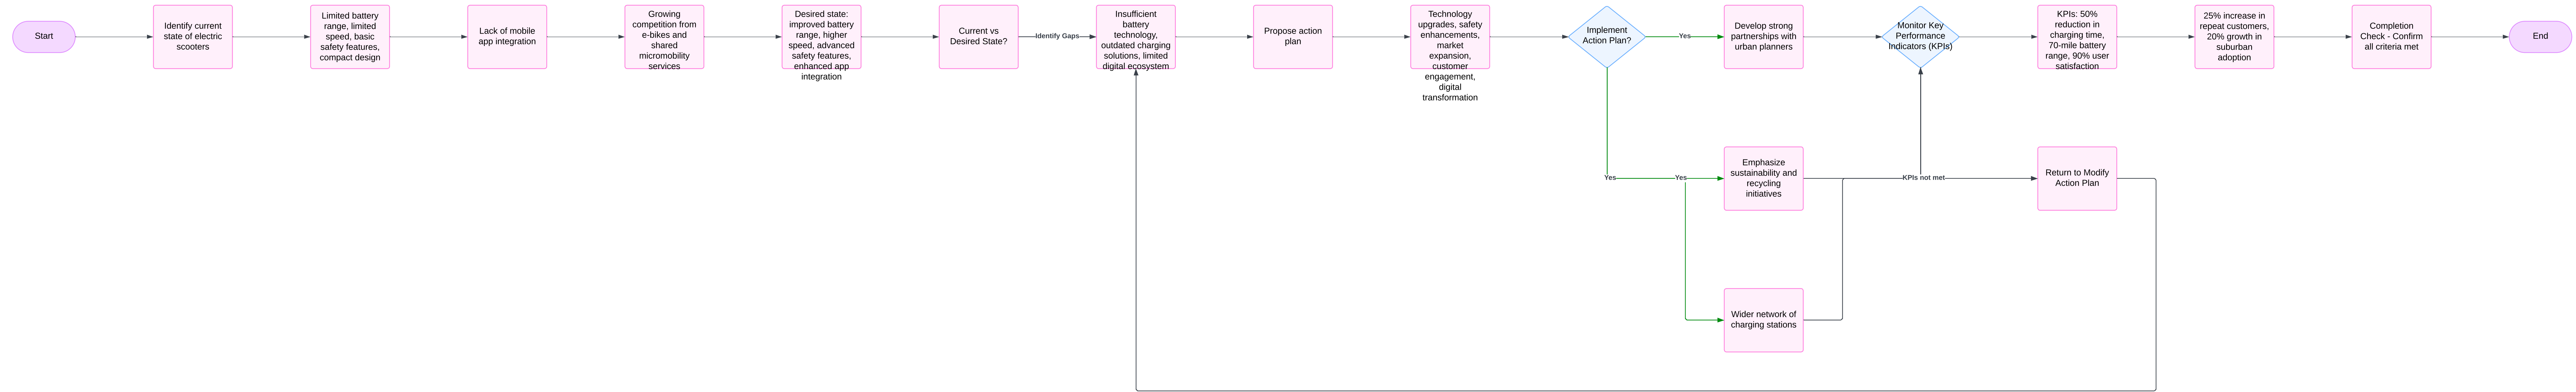 Start
Identify current
state of electric
scooters
Limited battery
range, limited
speed, basic
safety features,
compact design
Lack of mobile
app integration
Growing
competition from
e-bikes and
shared
micromobility
services
Desired state:
improved battery
range, higher
speed, advanced
safety features,
enhanced app
integration
Current vs
Desired State?
Identify Gaps
Insufficient
battery
technology,
outdated charging
solutions, limited
digital ecosystem
Propose action
plan
Technology
upgrades, safety
enhancements,
market
expansion,
customer
engagement,
digital
transformation
Implement
Action Plan?
Yes
Develop strong
partnerships with
urban planners
Monitor Key
Performance
Indicators (KPIs)
KPIs: 50%
reduction in
charging time,
70-mile battery
range, 90% user
satisfaction
25% increase in
repeat customers,
20% growth in
suburban
adoption
Completion
Check - Confirm
all criteria met
End
Yes
Yes
Emphasize
sustainability and
recycling
initiatives
KPIs not met
Return to Modify
Action Plan
Wider network of
charging stations